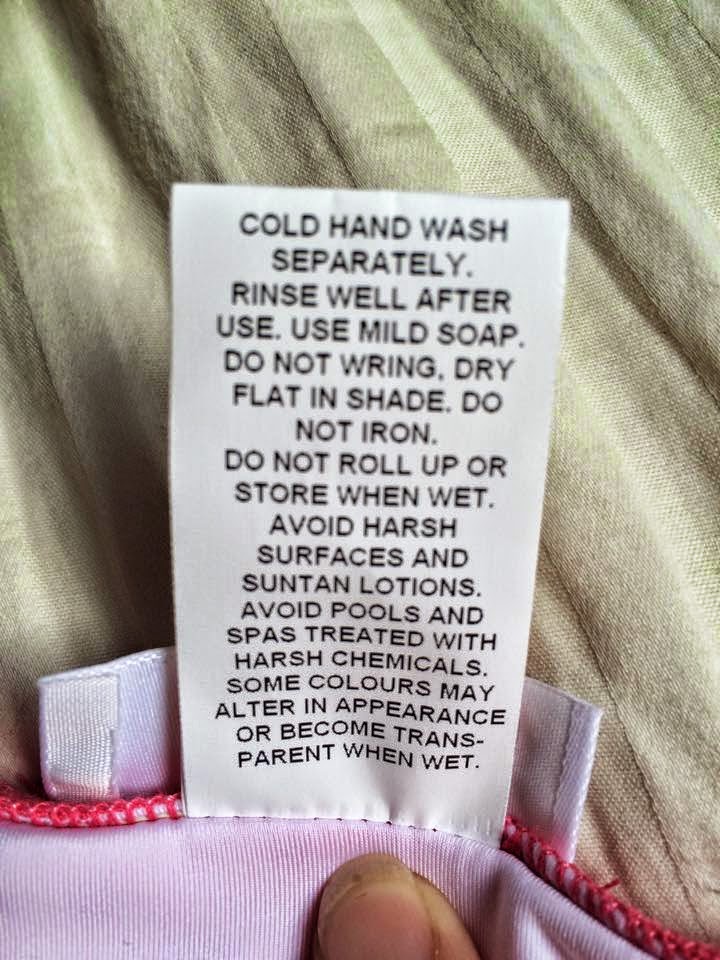 COLD HAND WASH
SEPARATELY.
RINSE WELL AFTER
USE. USE MILD SOAP.
DO NOT WRING, DRY
FLAT IN SHADE. DO
NOT IRON.
DO NOT ROLL UP OR
STORE WHEN WET.
AVOID HARSH
SURFACES AND
SUNTAN LOTIONS.
AVOID POOLS AND
SPAS TREATED WITH
HARSH CHEMICALS.
SOME COLOURS MAY
ALTER IN APPEARANCE
OR BECOME TRANS-
PARENT WHEN WET.